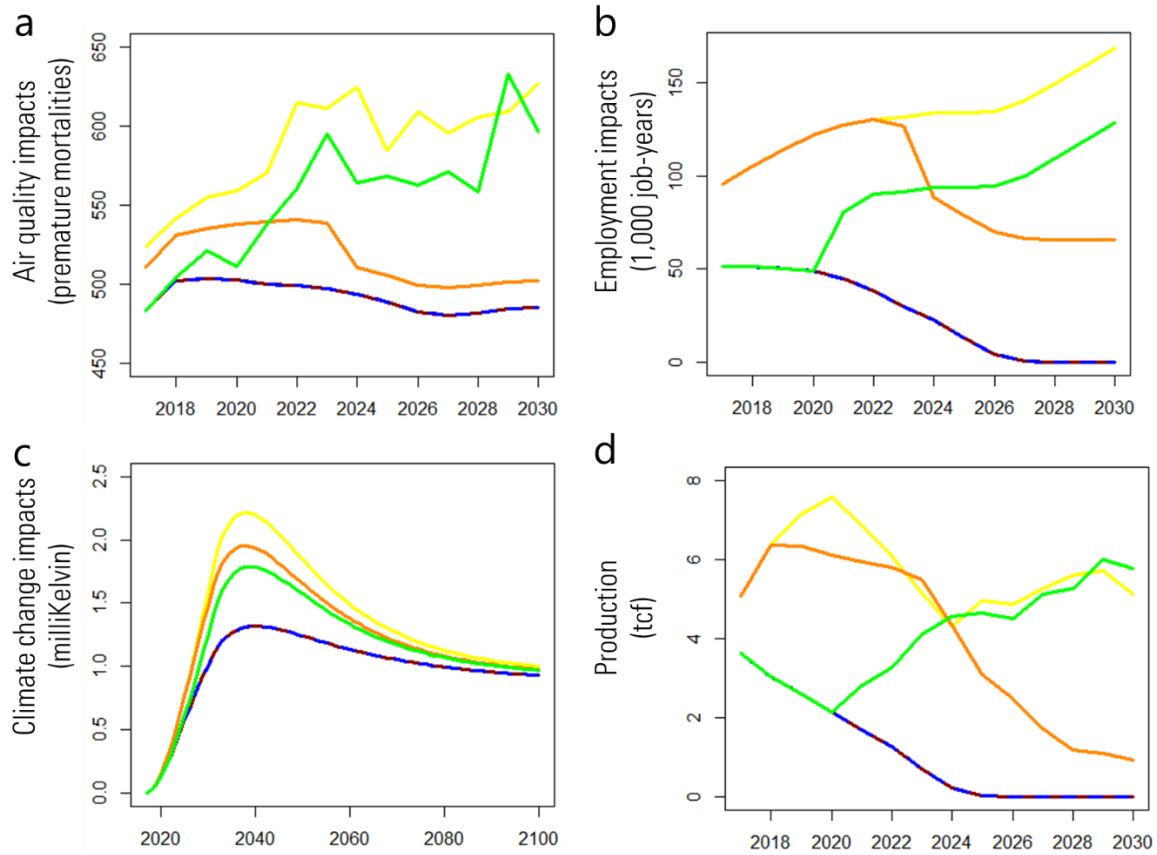 a
Air quality impacts
(premature mortalities)
650
600
550
500
450
2018 2020 2022 2024 2026 2028 2030
b
Employment impacts
(1,000 job-years)
150
100
50
0
2018 2020 2022 2024 2026 2028 2030
c
Climate change impacts
(milliKelvin)
2.5
2.0
1.5
1.0
0.5
0.0
2020 2040 2060 2080 2100
d
Production
(tcf)
8
6
4
2
0
2018 2020 2022 2024 2026 2028 2030